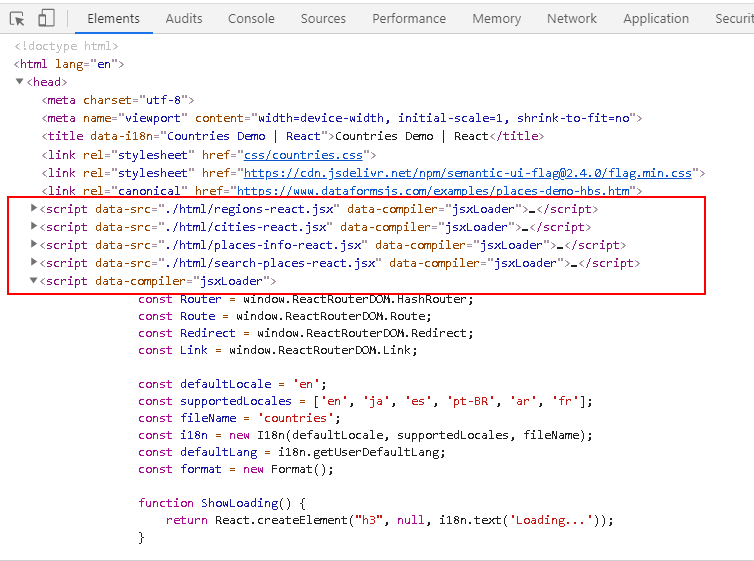 Elements Audits Console Sources Performance Memory Network Application Securit
<!doctype html>
<html lang="en">
▼<head>
<meta charset="utf-8">
<meta name="viewport" content="width=device-width, initial-scale=1, shrink-to-fit=no">
<title data-i18n="Countries Demo | React">Countries Demo | React</title>
<link rel="stylesheet" href="css/countries.css">
<link rel="stylesheet" href="https://cdn.jsdelivr.net/npm/semantic-ui-flag@2.4.0/flag.min.css">
<link rel="canonical" href="https://www.dataformsjs.com/examples/places-demo-hbs.htm">
▶<script data-src="./html/regions-react.jsx" data-compiler="jsxLoader">…</script>
▶<script data-src="./html/cities-react.jsx" data-compiler="jsxLoader">…</script>
▶<script data-src="./html/places-info-react.jsx" data-compiler="jsxLoader">…</script>
▶<script data-src="./html/search-places-react.jsx" data-compiler="jsxLoader">…</script>
▼<script data-compiler="jsxLoader">
const Router = window.ReactRouterDOM.HashRouter;
const Route = window.ReactRouterDOM.Route;
const Redirect = window.ReactRouterDOM.Redirect;
const Link = window.ReactRouterDOM.Link;
const defaultLocale = 'en';
const supportedLocales = ['en', 'ja', 'es', 'pt-BR', 'ar', 'fr'];
const fileName = 'countries';
const i18n = new I18n(defaultLocale, supportedLocales, fileName);
const defaultLang = i18n.getUserDefaultLang;
const format = new Format();
function ShowLoading() {
return React.createElement("h3", null, i18n.text('Loading...'));
}